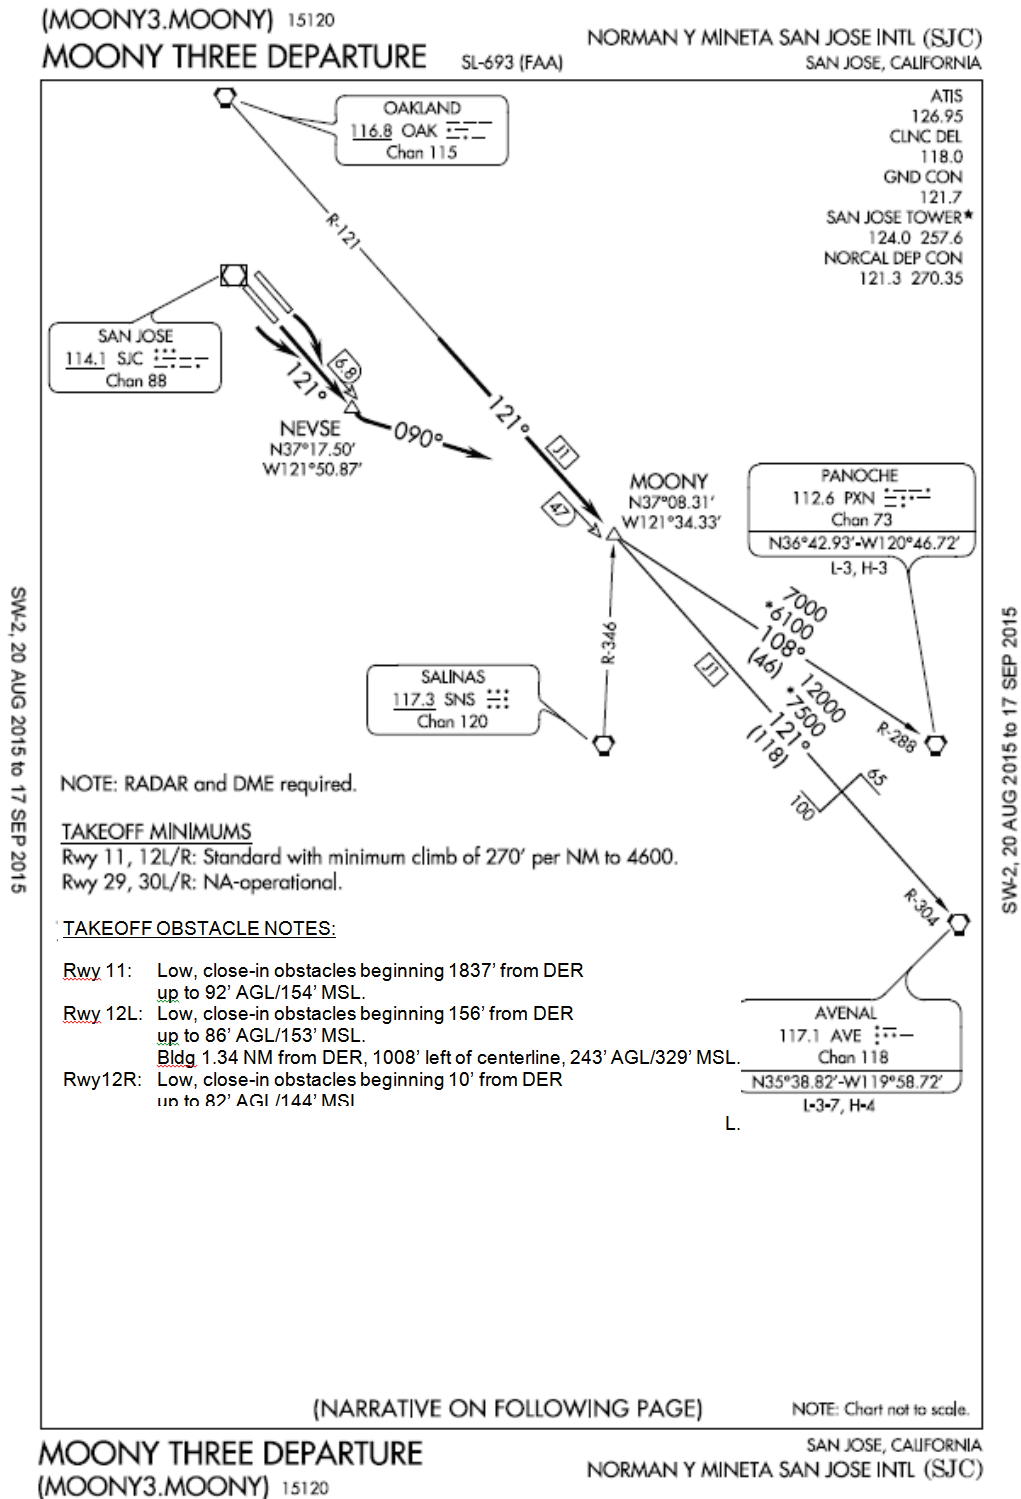 (MOONY3.MOONY) 15120
MOONY THREE DEPARTURE SL-693 (FAA)
NORMAN Y MINETA SAN JOSE INTL (SJC)
SAN JOSE, CALIFORNIA
ATIS
126.95
CLNC DEL
118.0
GND CON
121.7
SAN JOSE TOWER★
124.0 257.6
NORCAL DEP CON
121.3 270.35
OAKLAND
116.8 OAK
Chan 115
R-121
SAN JOSE
114.1 SJC
Chan 88
6.8
121°
NEVSE
N37°17.50'
W121°50.87'
090°
121°
J1
47
MOONY
N37°08.31'
W121°34.33'
PANOCHE
112.6 PXN
Chan 73
N36°42.93'-W120°46.72'
L-3, H-3
7000
*6100
108°
(46)
R-288
R-346
SALINAS
117.3 SNS
Chan 120
J1
12000
*7500
121°
(118)
65
100
R-304
AVENAL
117.1 AVE
Chan 118
N35°38.82'-W119°58.72'
L-3-7, H-4
NOTE: RADAR and DME required.
TAKEOFF MINIMUMS
Rwy 11, 12L/R: Standard with minimum climb of 270' per NM to 4600.
Rwy 29, 30L/R: NA-operational.
TAKEOFF OBSTACLE NOTES:
Rwy 11: Low, close-in obstacles beginning 1837’ from DER
up to 92’ AGL/154’ MSL.
Rwy 12L: Low, close-in obstacles beginning 156’ from DER
up to 86’ AGL/153’ MSL.
Bldg 1.34 NM from DER, 1008’ left of centerline, 243’ AGL/329’ MSL.
Rwy12R: Low, close-in obstacles beginning 10’ from DER
up to 82’ AGL/144’ MSL
L.
SW-2, 20 AUG 2015 to 17 SEP 2015
SW-2, 20 AUG 2015 to 17 SEP 2015
(NARRATIVE ON FOLLOWING PAGE)
NOTE: Chart not to scale.
MOONY THREE DEPARTURE
(MOONY3.MOONY) 15120
SAN JOSE, CALIFORNIA
NORMAN Y MINETA SAN JOSE INTL (SJC)